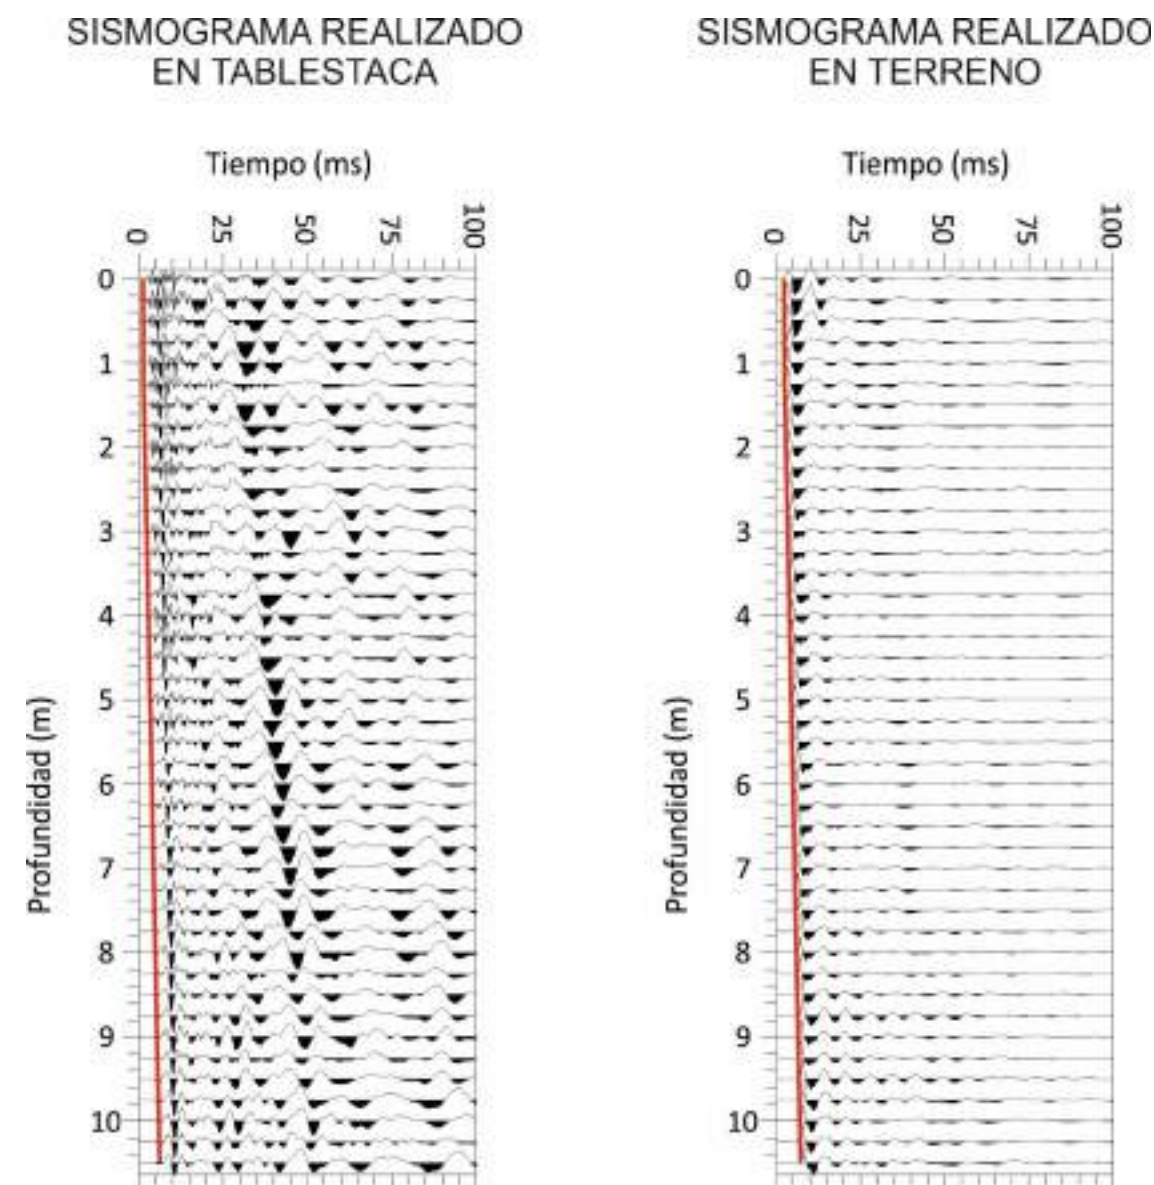 SISMOGRAMA REALIZADO
EN TABLESTACA
Tiempo (ms)
0 25 50 75 100
0
1
2
3
4
5
6
7
8
9
10
Profundidad (m)
SISMOGRAMA REALIZADO
EN TERRENO
Tiempo (ms)
0 25 50 75 100
0
1
2
3
4
5
6
7
8
9
10
Profundidad (m)